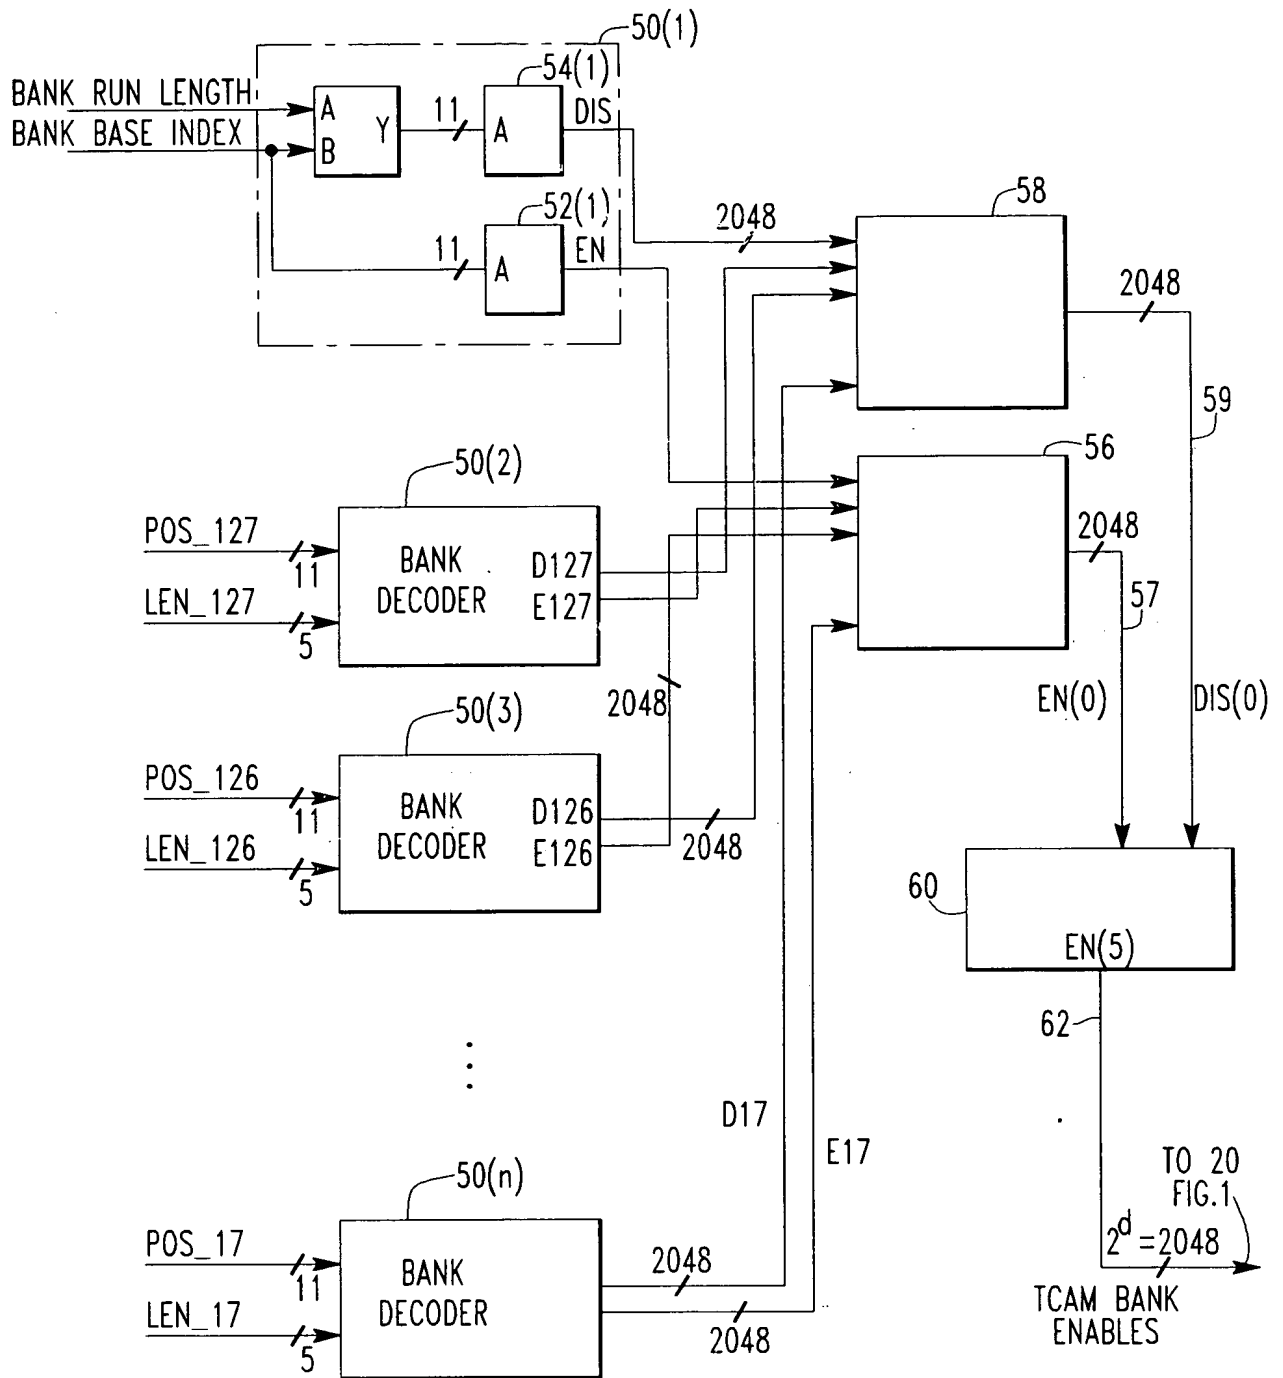 50(1)
54(1)
BANK RUN LENGTH
A
Y
11
A
DIS
BANK BASE INDEX
B
52(1)
11
A
EN
2048
58
2048
59
50(2)
56
2048
POS_127
11
BANK
DECODER
D127
E127
LEN_127
5
57
2048
EN(0)
DIS(0)
50(3)
POS_126
11
BANK
DECODER
D126
E126
2048
LEN_126
5
60
EN(5)
62
D17
E17
TO 20
FIG.1
50(n)
POS_17
11
BANK
DECODER
2048
2048
LEN_17
5
2^d =2048
TCAM BANK
ENABLES